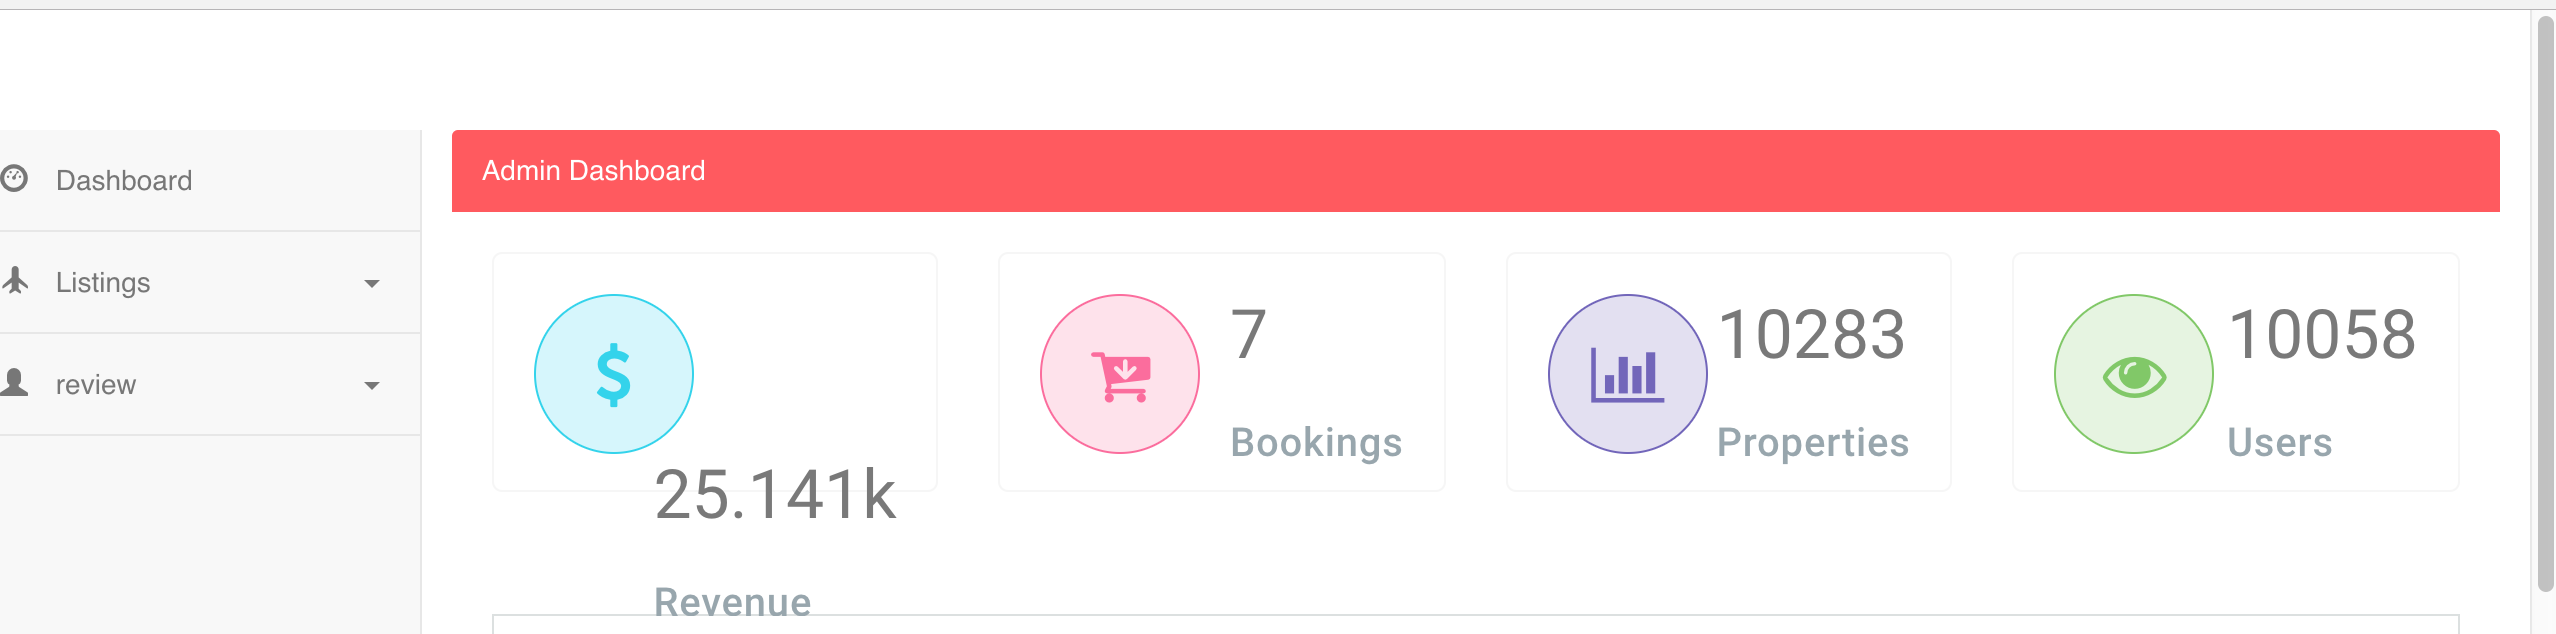 Dashboard
Listings
review
Admin Dashboard
25.141k
Revenue
7
Bookings
10283
Properties
10058
Users